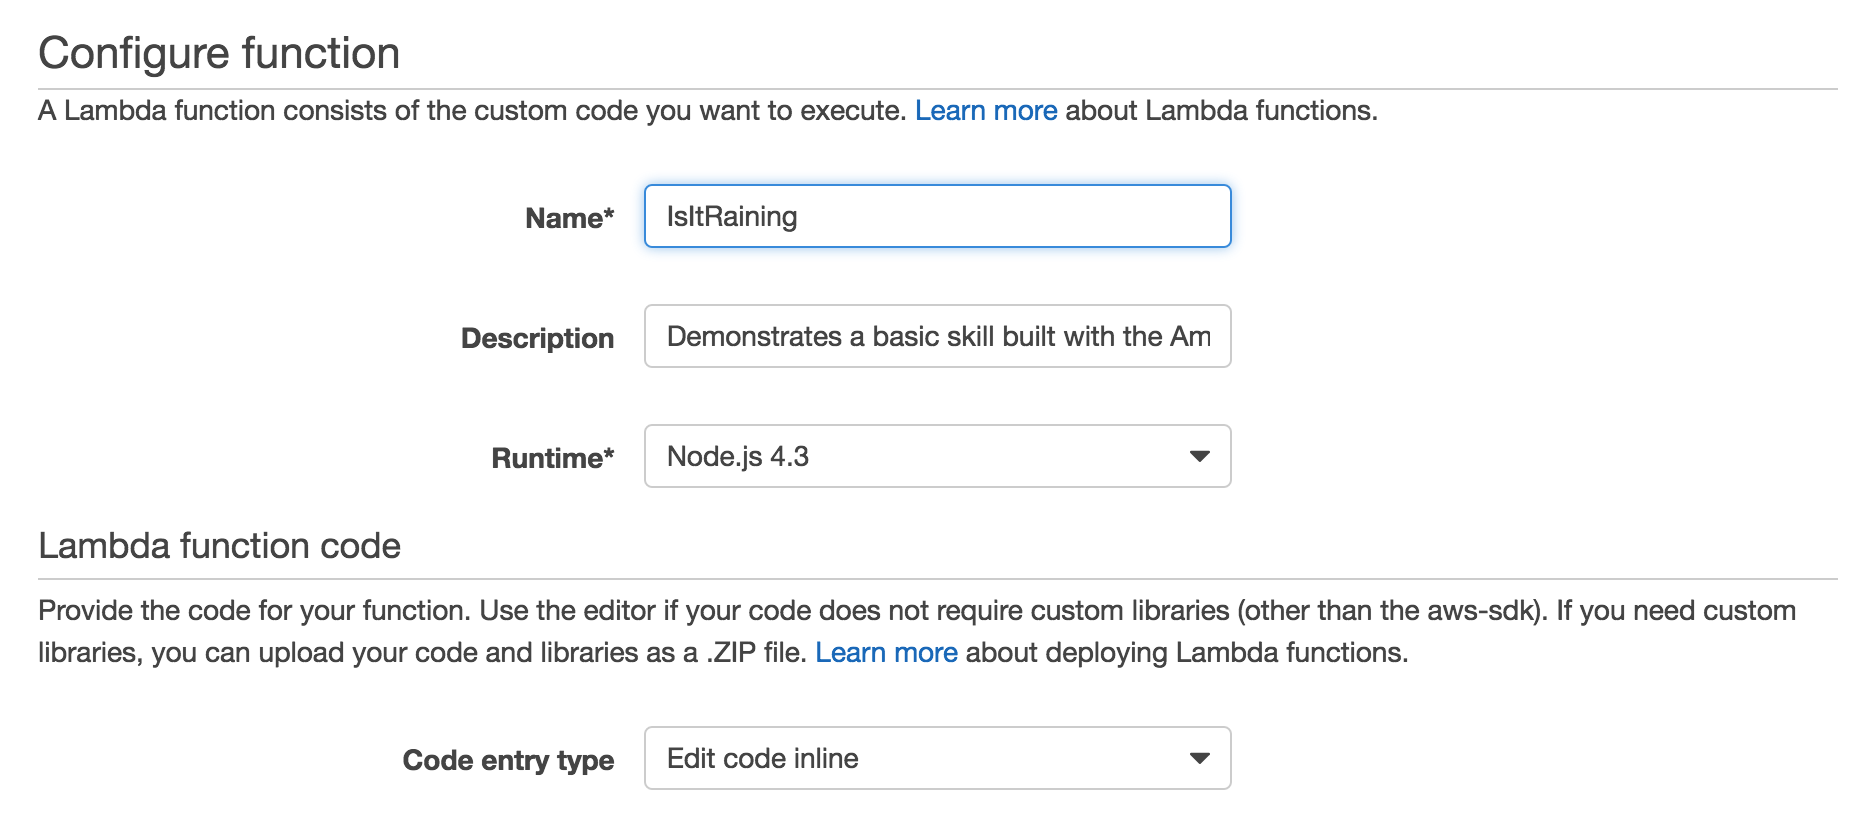 Configure function
A Lambda function consists of the custom code you want to execute. Learn more about Lambda functions.
Name* IsItRaining
Description Demonstrates a basic skill built with the Am
Runtime* Node.js 4.3
Lambda function code
Provide the code for your function. Use the editor if your code does not require custom libraries (other than the aws-sdk). If you need custom
libraries, you can upload your code and libraries as a .ZIP file. Learn more about deploying Lambda functions.
Code entry type Edit code inline